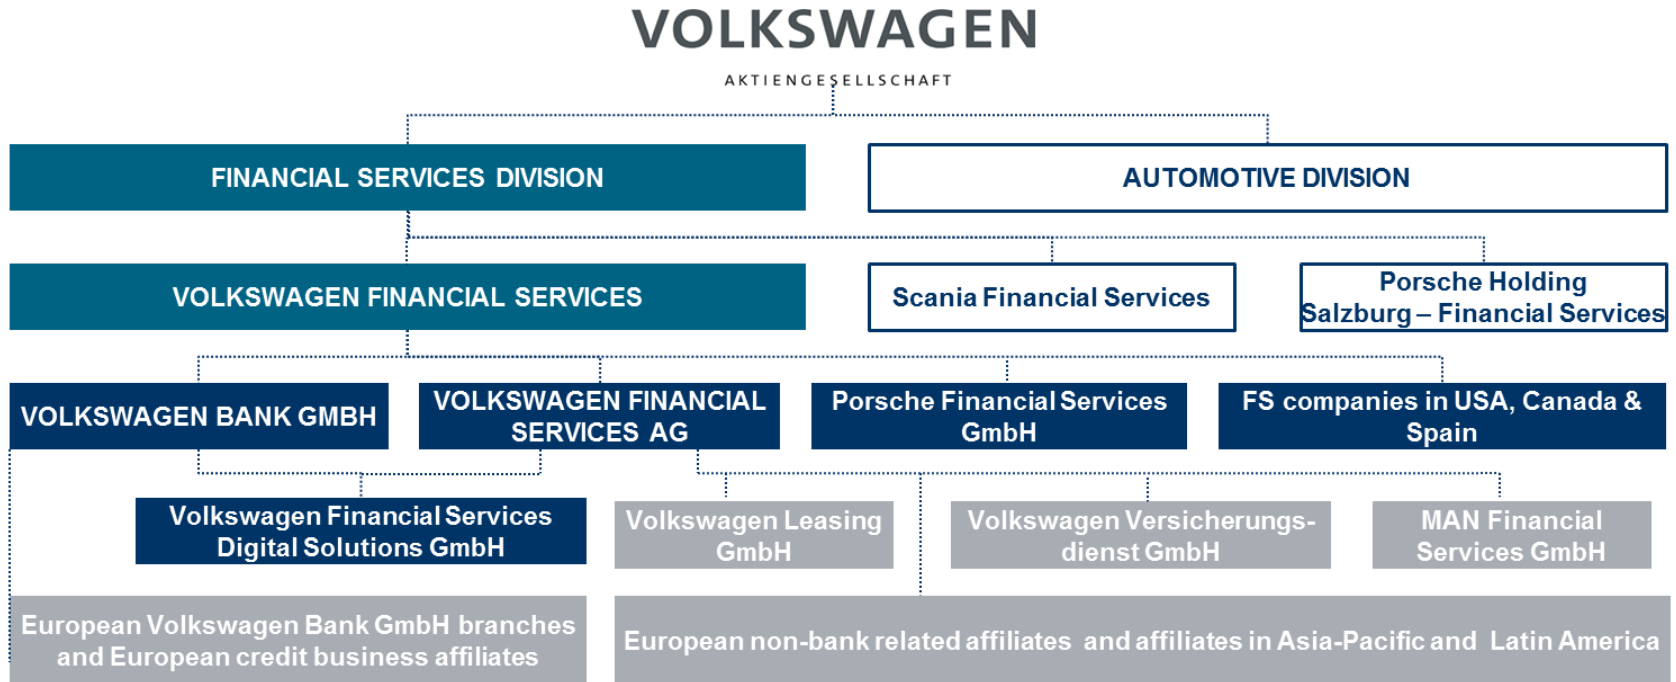 VOLKSWAGEN
AKTIENGESELLSCHAFT
FINANCIAL SERVICES DIVISION
AUTOMOTIVE DIVISION
VOLKSWAGEN FINANCIAL SERVICES
Scania Financial Services
Porsche Holding
Salzburg – Financial Services
VOLKSWAGEN BANK GMBH
VOLKSWAGEN FINANCIAL
SERVICES AG
Porsche Financial Services
GmbH
FS companies in USA, Canada &
Spain
Volkswagen Financial Services
Digital Solutions GmbH
Volkswagen Leasing
GmbH
Volkswagen Versicherungs-
dienst GmbH
MAN Financial
Services GmbH
European Volkswagen Bank GmbH branches
and European credit business affiliates
European non-bank related affiliates and affiliates in Asia-Pacific and Latin America